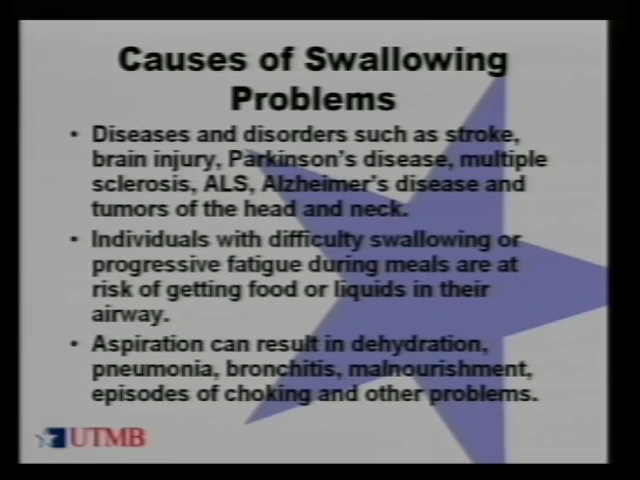 Causes of Swallowing
Problems
• Diseases and disorders such as stroke,
brain injury, Parkinson's disease, multiple
sclerosis, ALS, Alzheimer's disease and
tumors of the head and neck.
• Individuals with difficulty swallowing or
progressive fatigue during meals are at
risk of getting food or liquids in their
airway.
• Aspiration can result in dehydration,
pneumonia, bronchitis, malnourishment,
episodes of choking and other problems.
UTMB